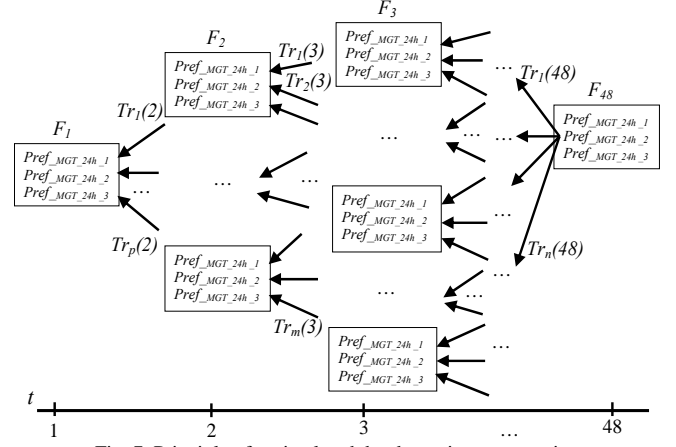 F3
Pref_MGT_24h_1
Pref_MGT_24h_2
Pref_MGT_24h_3
...
F2
Pref_MGT_24h_1
Pref_MGT_24h_2
Pref_MGT_24h_3
Tr1(3)
Tr2(3)
Tr1(48)
F48
Pref_MGT_24h_1
Pref_MGT_24h_2
Pref_MGT_24h_3
Tr1(2)
F1
Pref_MGT_24h_1
Pref_MGT_24h_2
Pref_MGT_24h_3
...
...
...
...
...
...
Pref_MGT_24h_1
Pref_MGT_24h_2
Pref_MGT_24h_3
...
Trp(2)
Pref_MGT_24h_1
Pref_MGT_24h_2
Pref_MGT_24h_3
Trm(3)
Trn(48)
...
...
...
Pref_MGT_24h_1
Pref_MGT_24h_2
Pref_MGT_24h_3
...
t
1 2 3 ... 48